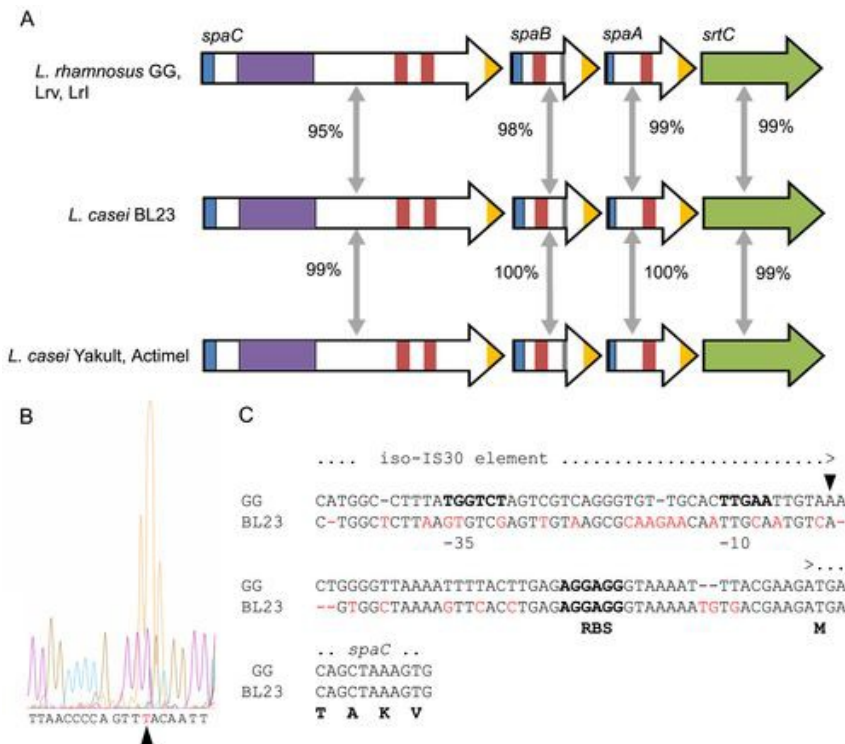 A
spaC spaB spaA srtC
L. rhamnosus GG,
Lrv, Lrl
95% 98% 99% 99%
L. casei BL23
99% 100% 100% 99%
L. casei Yakult, Actimel
B
TTAACCCCA GTTTACAATT
C
.... iso-IS30 element ......................>
GG CATGGC-CTTTATGGTCTAGTCGTCAGGGTGT-TGCACTTGAATTGTAAA
BL23 C-TGGCTCTTAAGTGTCGAGTTGTAAGCGCAAGAACAATTGCAATGTCA-
-35 -10
>...
GG CTGGGGTTAAAATTTTACTTGAGAGGAGGGTAAAAT--TTACGAAGATGA
BL23 --GTGGCTAAAAGTTCACCTGAGAGGAGGGTAAAAATGTGACGAAGATGA
RBS M
.. spaC ..
GG CAGCTAAAGTG
BL23 CAGCTAAAGTG
T A K V